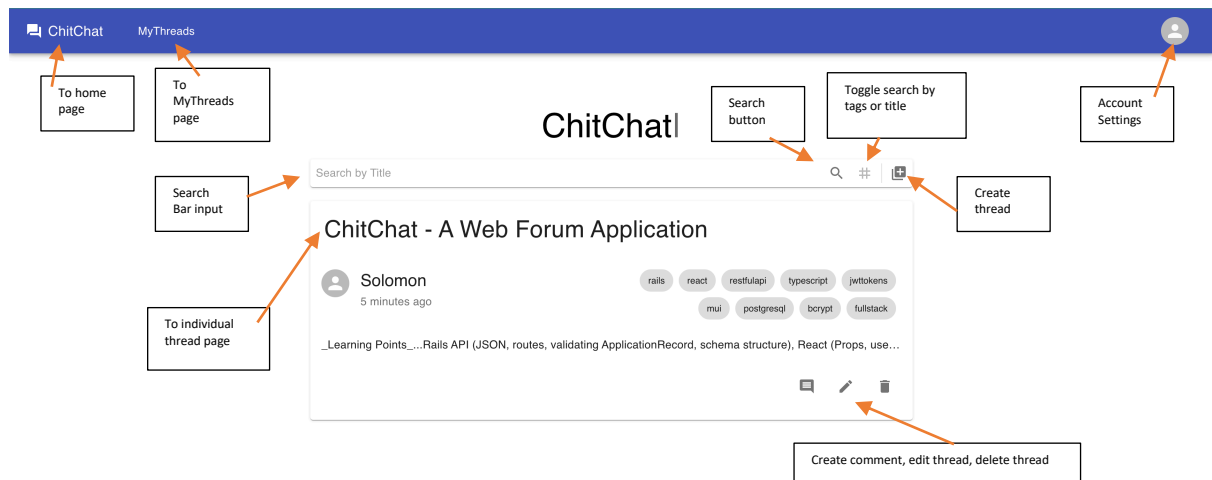 ChitChat
MyThreads
To home
page
To
MyThreads
page
Search
button
Toggle search by
tags or title
Account
Settings
ChitChat
Search by Title
Search
Bar input
Create
thread
ChitChat - A Web Forum Application
Solomon
5 minutes ago
rails
react
restfulapi
typescript
jwttokens
mui
postgresql
bcrypt
fullstack
To individual
thread page
_Learning Points_...Rails API (JSON, routes, validating ApplicationRecord, schema structure), React (Props, use…
Create comment, edit thread, delete thread